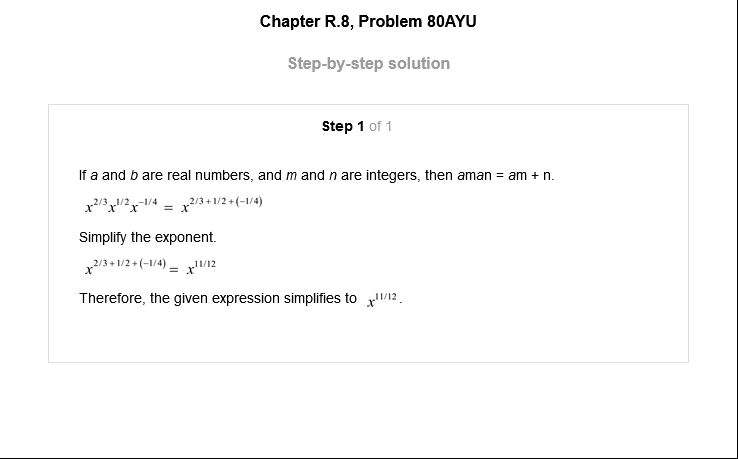 Chapter R.8, Problem 80AYU
Step-by-step solution
Step 1 of 1
If a and b are real numbers, and m and n are integers, then aman = am + n.
x^{2/3}x^{1/2}x^{-1/4} = x^{2/3+1/2+(-1/4)}
Simplify the exponent.
x^{2/3+1/2+(-1/4)} = x^{11/12}
Therefore, the given expression simplifies to x^{11/12}.